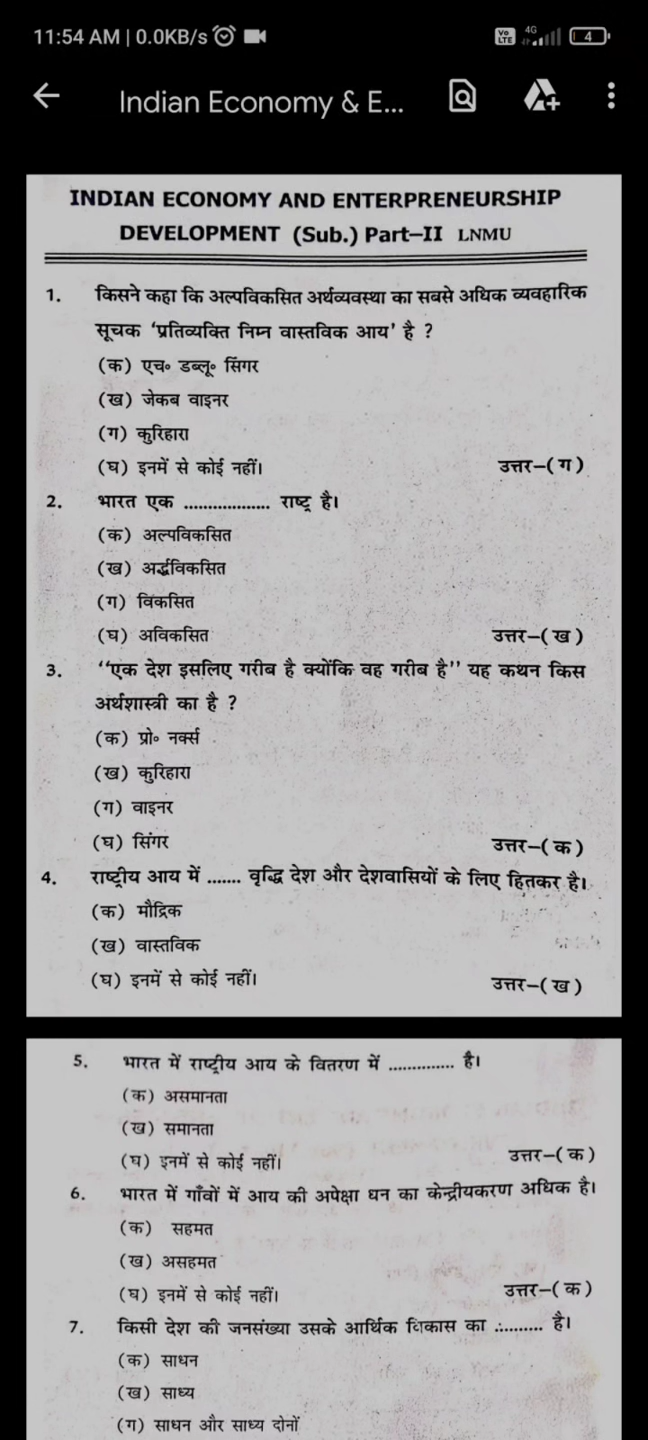 11:54 AM | 0.0KB/s
Vo LTE 4G 4
Indian Economy & E...
INDIAN ECONOMY AND ENTERPRENEURSHIP
DEVELOPMENT (Sub.) Part–II LNMU
1. किसने कहा कि अल्पविकसित अर्थव्यवस्था का सबसे अधिक व्यवहारिक
सूचक ‘प्रतिव्यक्ति निम्न वास्तविक आय’ है ?
(क) एच॰ डब्लू॰ सिंगर
(ख) जेकब वाइनर
(ग) कुरिहारा
(घ) इनमें से कोई नहीं। उत्तर–(ग)
2. भारत एक .................. राष्ट्र है।
(क) अल्पविकसित
(ख) अर्द्धविकसित
(ग) विकसित
(घ) अविकसित उत्तर–(ख)
3. ‘‘एक देश इसलिए गरीब है क्योंकि वह गरीब है’’ यह कथन किस
अर्थशास्त्री का है ?
(क) प्रो॰ नर्क्स
(ख) कुरिहारा
(ग) वाइनर
(घ) सिंगर उत्तर–(क)
4. राष्ट्रीय आय में ....... वृद्धि देश और देशवासियों के लिए हितकर है।
(क) मौद्रिक
(ख) वास्तविक
(घ) इनमें से कोई नहीं। उत्तर–(ख)
5. भारत में राष्ट्रीय आय के वितरण में .............. है।
(क) असमानता
(ख) समानता
(घ) इनमें से कोई नहीं। उत्तर–(क)
6. भारत में गाँवों में आय की अपेक्षा धन का केन्द्रीयकरण अधिक है।
(क) सहमत
(ख) असहमत
(घ) इनमें से कोई नहीं। उत्तर–(क)
7. किसी देश की जनसंख्या उसके आर्थिक विकास का .......... है।
(क) साधन
(ख) साध्य
(ग) साधन और साध्य दोनों